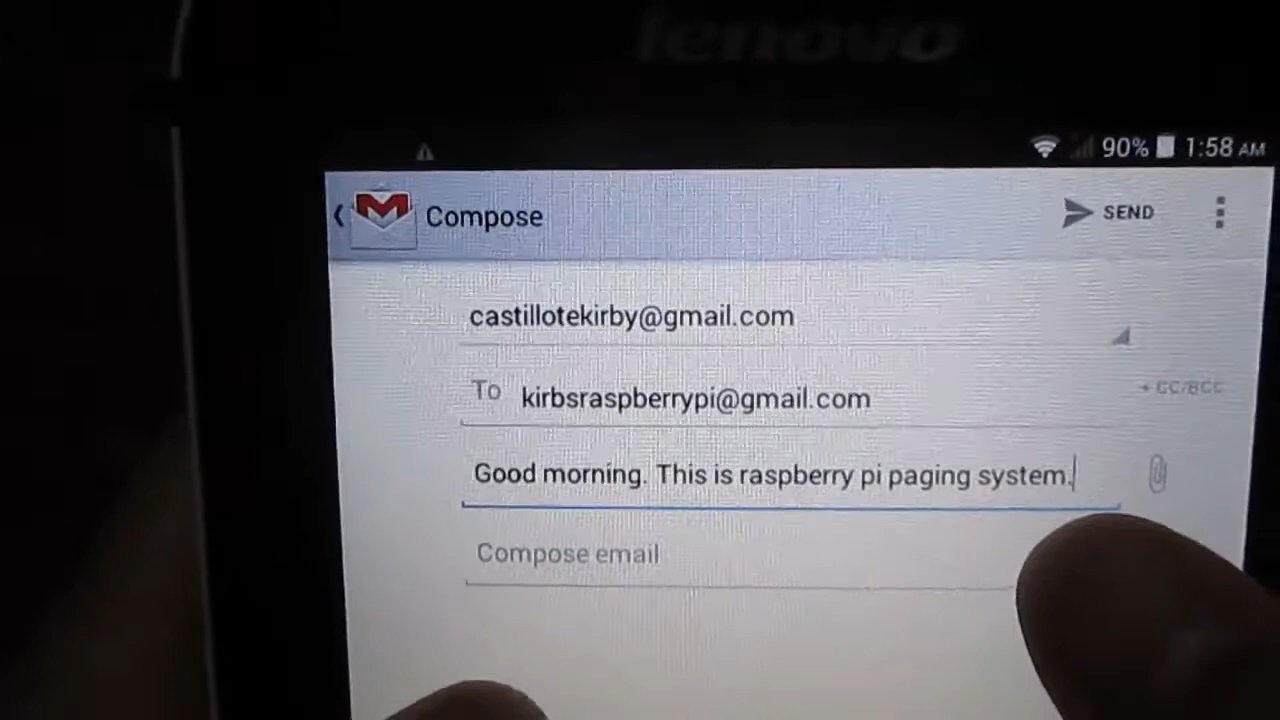 lenovo
90% 1:58 AM
Compose
SEND
castillotekirby@gmail.com
To kirbsraspberrypi@gmail.com
+ CC/BCC
Good morning. This is raspberry pi paging system.
Compose email